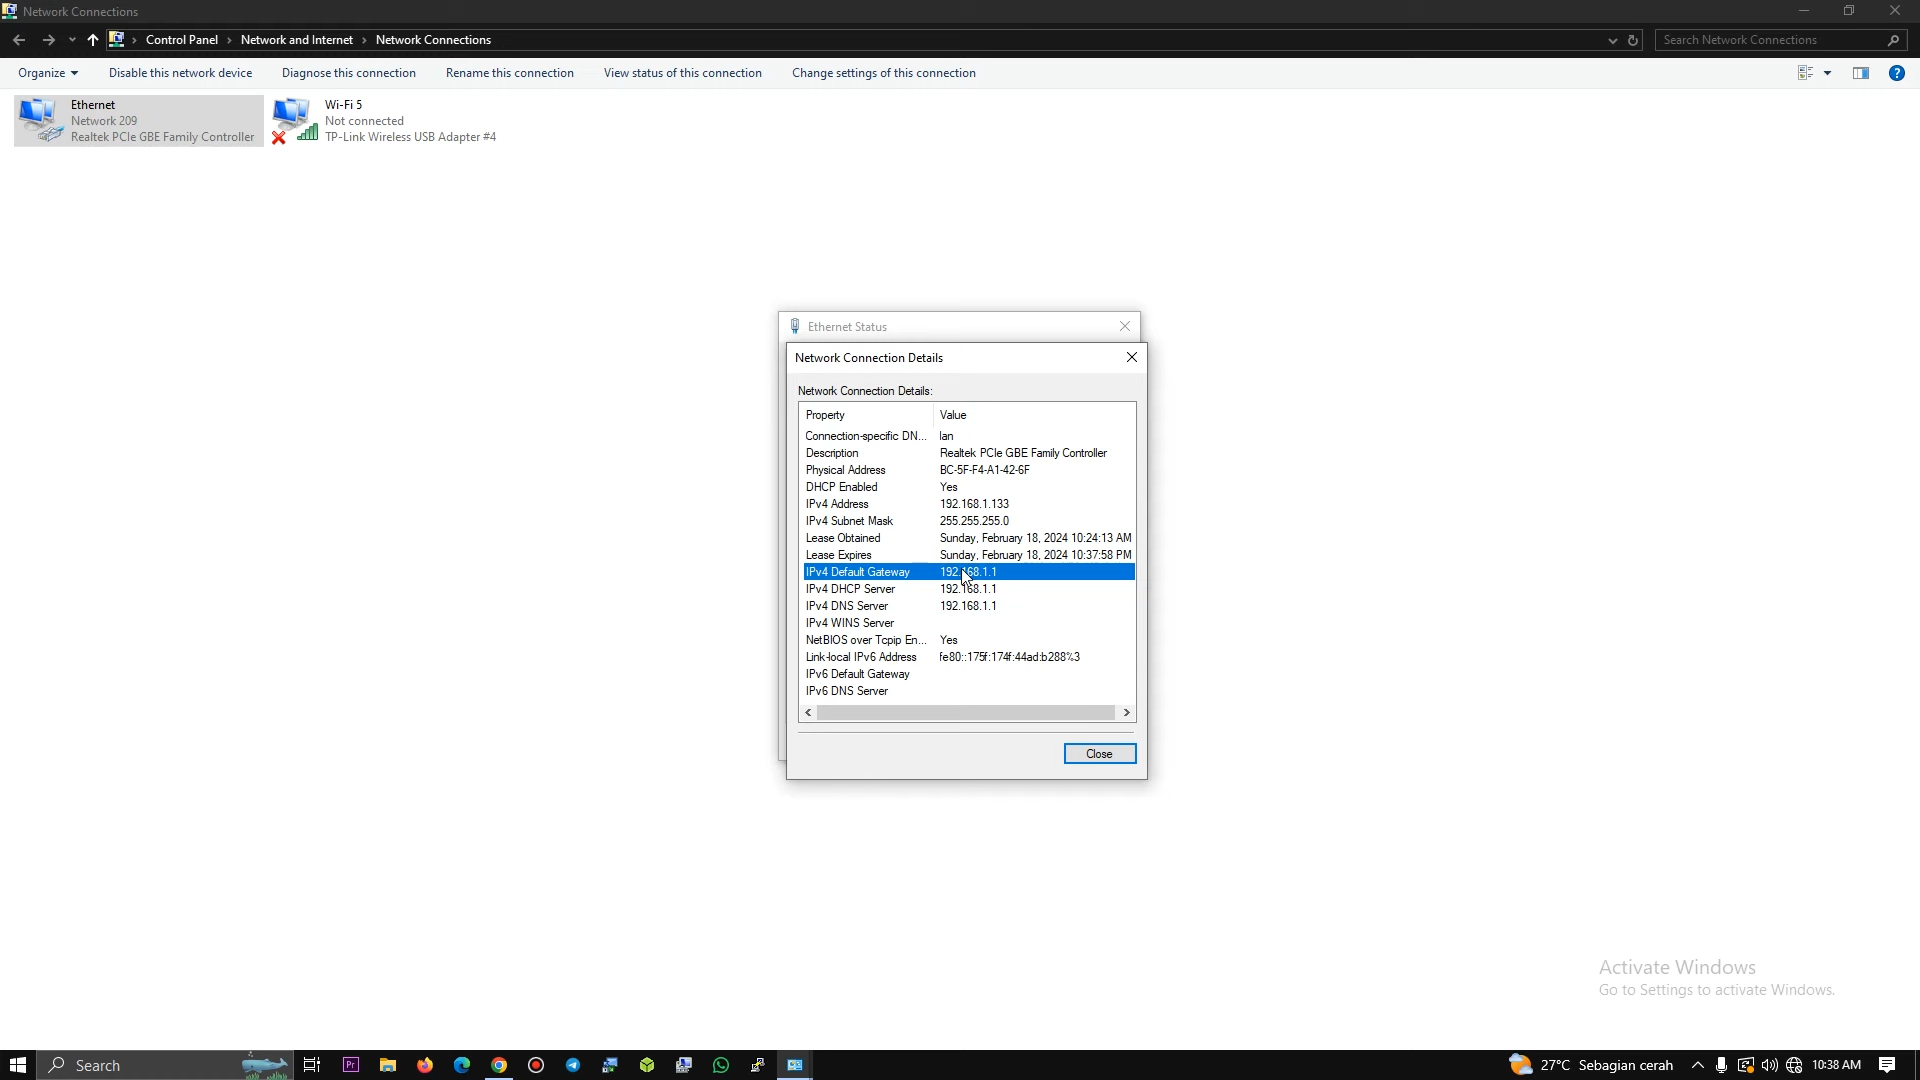 Network Connections
Control Panel > Network and Internet > Network Connections
Search Network Connections
Organize
Disable this network device
Diagnose this connection
Rename this connection
View status of this connection
Change settings of this connection
Ethernet
Network 209
Realtek PCIe GBE Family Controller
Wi-Fi 5
Not connected
TP-Link Wireless USB Adapter #4
Ethernet Status
Network Connection Details
Network Connection Details:
Property Value
Connection-specific DN... lan
Description Realtek PCIe GBE Family Controller
Physical Address BC-5F-F4-A1-42-6F
DHCP Enabled Yes
IPv4 Address 192.168.1.133
IPv4 Subnet Mask 255.255.255.0
Lease Obtained Sunday, February 18, 2024 10:24:13 AM
Lease Expires Sunday, February 18, 2024 10:37:58 PM
IPv4 Default Gateway 192.168.1.1
IPv4 DHCP Server 192.168.1.1
IPv4 DNS Server 192.168.1.1
IPv4 WINS Server
NetBIOS over Tcpip En... Yes
Link-local IPv6 Address fe80::175f:174f:44ad:b288%3
IPv6 Default Gateway
IPv6 DNS Server
Close
Activate Windows
Go to Settings to activate Windows.
Search
Pr
27°C Sebagian cerah
10:38 AM